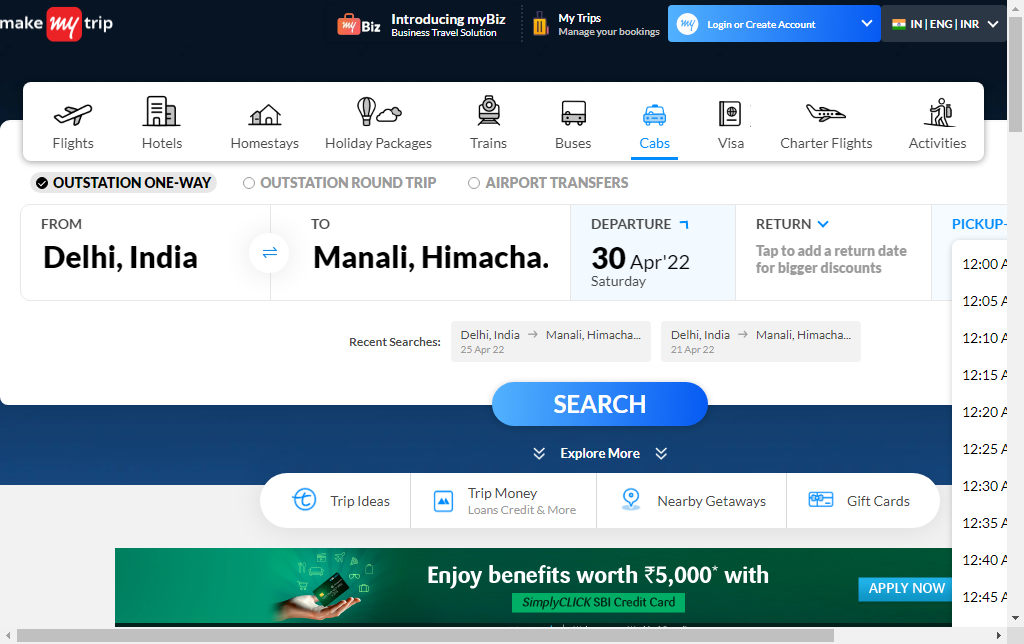 make my trip
my Biz
Introducing myBiz
Business Travel Solution
My Trips
Manage your bookings
my
Login or Create Account
IN | ENG | INR
Flights
Hotels
Homestays
Holiday Packages
Trains
Buses
Cabs
Visa
Charter Flights
Activities
OUTSTATION ONE-WAY
OUTSTATION ROUND TRIP
AIRPORT TRANSFERS
FROM
Delhi, India
TO
Manali, Himacha.
DEPARTURE
30 Apr'22
Saturday
RETURN
Tap to add a return date
for bigger discounts
PICKUP-
12:00 A
12:05 A
12:10 A
12:15 A
12:20 A
12:25 A
12:30 A
12:35 A
12:40 A
12:45 A
Recent Searches:
Delhi, India → Manali, Himacha...
25 Apr 22
Delhi, India → Manali, Himacha...
21 Apr 22
SEARCH
Explore More
Trip Ideas
Trip Money
Loans Credit & More
Nearby Getaways
Gift Cards
Enjoy benefits worth ₹5,000* with
SimplyCLICK SBI Credit Card
APPLY NOW